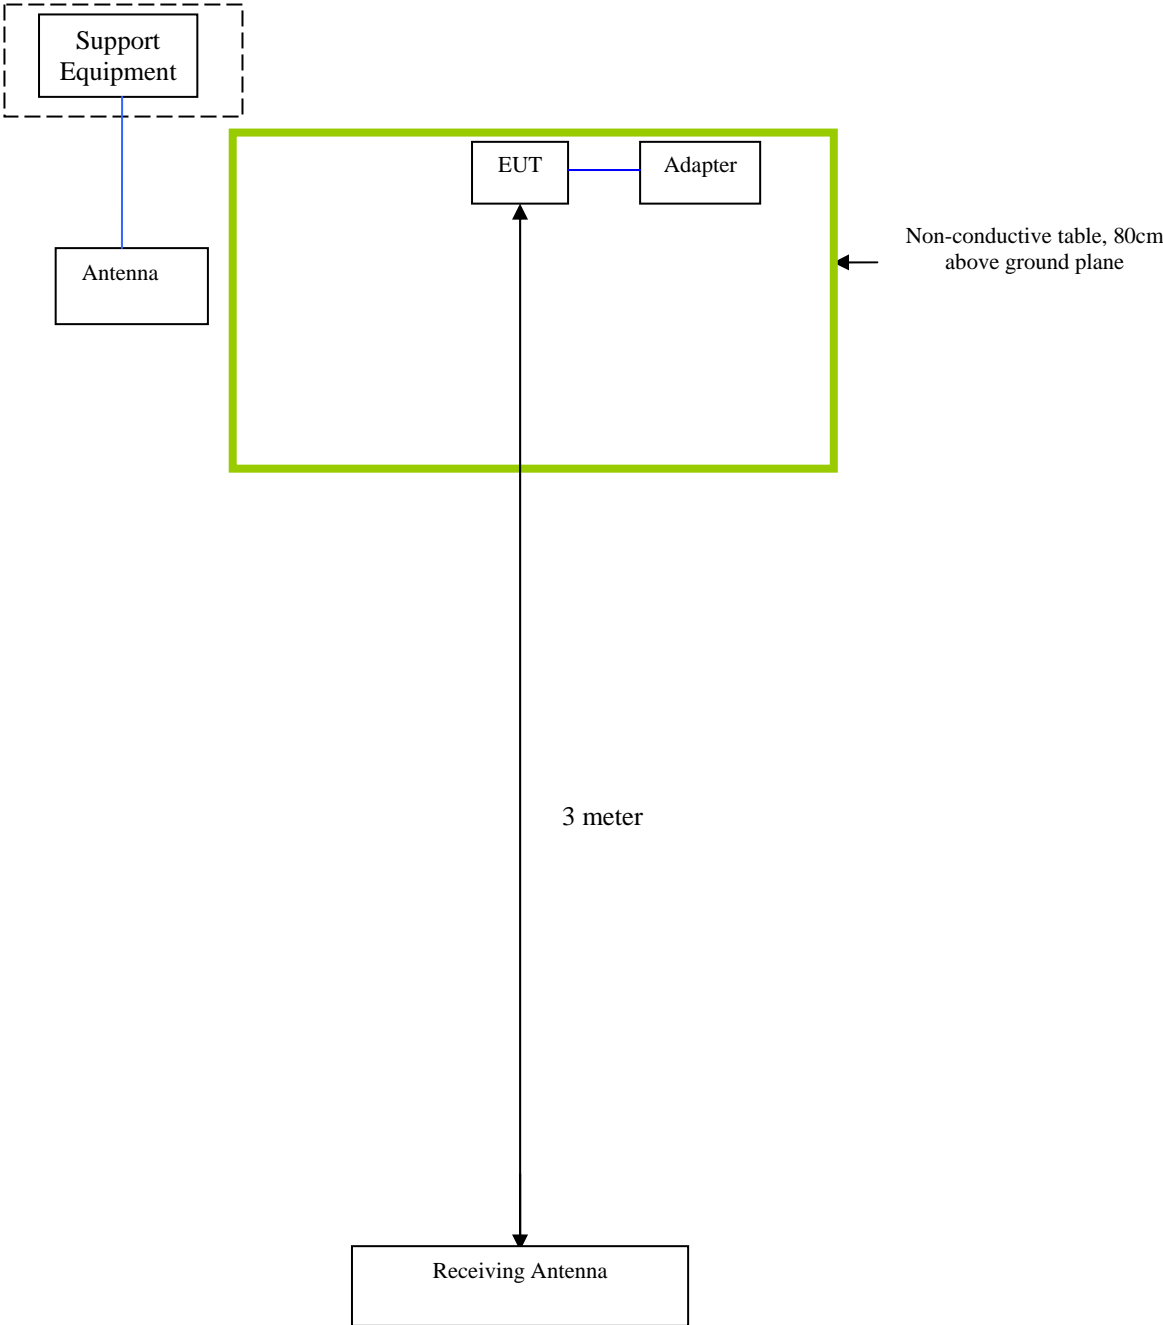 Support
Equipment
EUT
Adapter
Non-conductive table, 80cm
above ground plane
Antenna
3 meter
Receiving Antenna